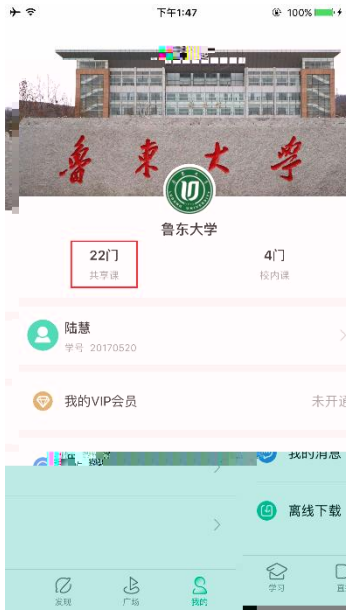 下午1:47
100%
鲁东大学
鲁东大学
22门
4门
共享课
校内课
陆慧
学号 20170520
我的VIP会员
未开通
我的消息
离线下载
学习
发现
广场
我的